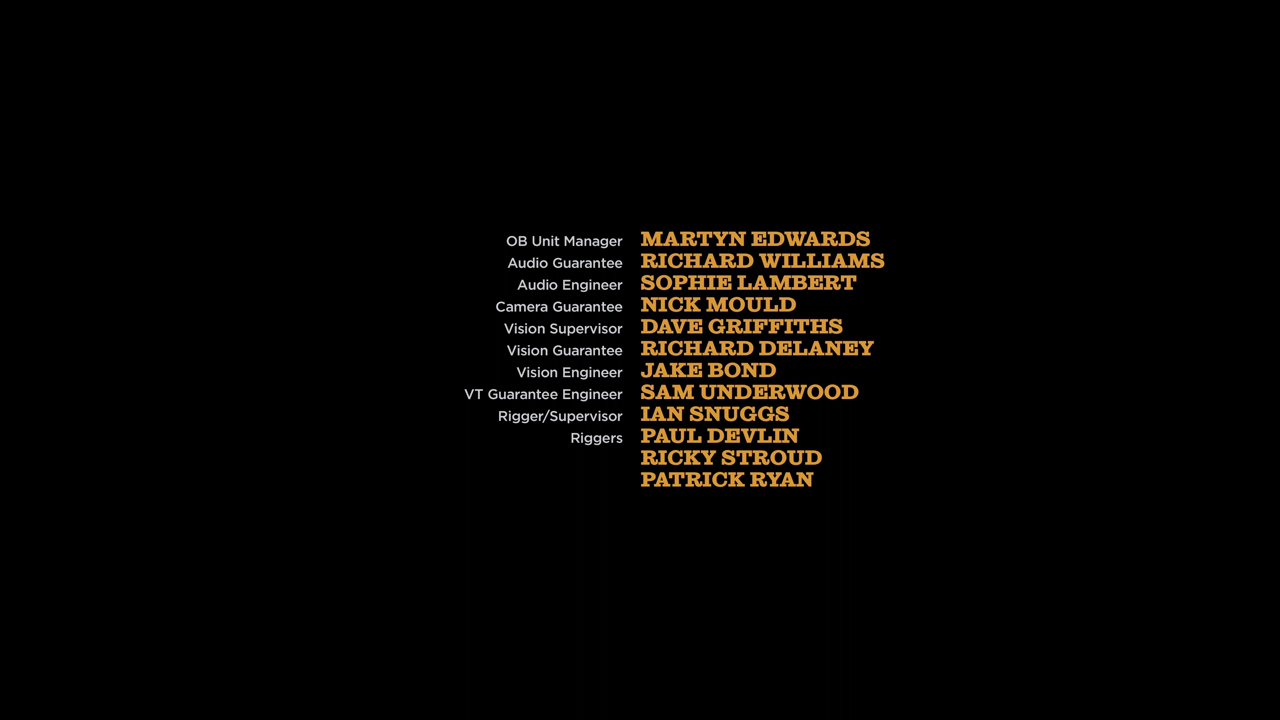 OB Unit Manager MARTYN EDWARDS
Audio Guarantee RICHARD WILLIAMS
Audio Engineer SOPHIE LAMBERT
Camera Guarantee NICK MOULD
Vision Supervisor DAVE GRIFFITHS
Vision Guarantee RICHARD DELANEY
Vision Engineer JAKE BOND
VT Guarantee Engineer SAM UNDERWOOD
Rigger/Supervisor IAN SNUGGS
Riggers PAUL DEVLIN
RICKY STROUD
PATRICK RYAN